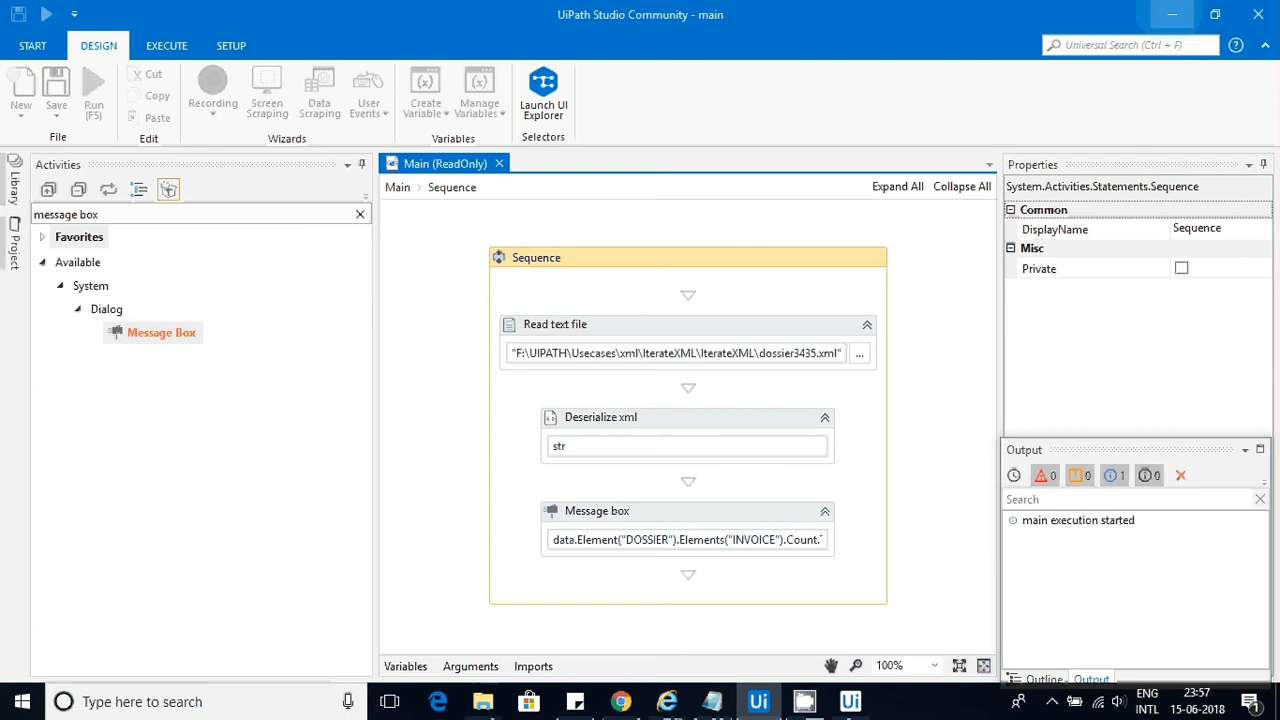 UiPath Studio Community - main
START
DESIGN
EXECUTE
SETUP
Universal Search (Ctrl + F)
New
Save
Run
(F5)
File
Cut
Copy
Paste
Edit
Recording
Screen
Scraping
Data
Scraping
User
Events
Wizards
Create
Variable
Manage
Variables
Variables
Launch UI
Explorer
Selectors
Library
Project
Activities
message box
Favorites
Available
System
Dialog
Message Box
Main (ReadOnly)
Main > Sequence
Expand All
Collapse All
Sequence
Read text file
"F:\UIPATH\Usecases\xml\IterateXML\IterateXML\dossier3435.xml"
...
Deserialize xml
str
Message box
data.Element("DOSSIER").Elements("INVOICE").Count.
Variables
Arguments
Imports
100%
Properties
System.Activities.Statements.Sequence
Common
DisplayName
Sequence
Misc
Private
Output
0
0
1
0
Search
main execution started
Outline
Output
Type here to search
Ui
Ui
ENG
INTL
23:57
15-06-2018
1